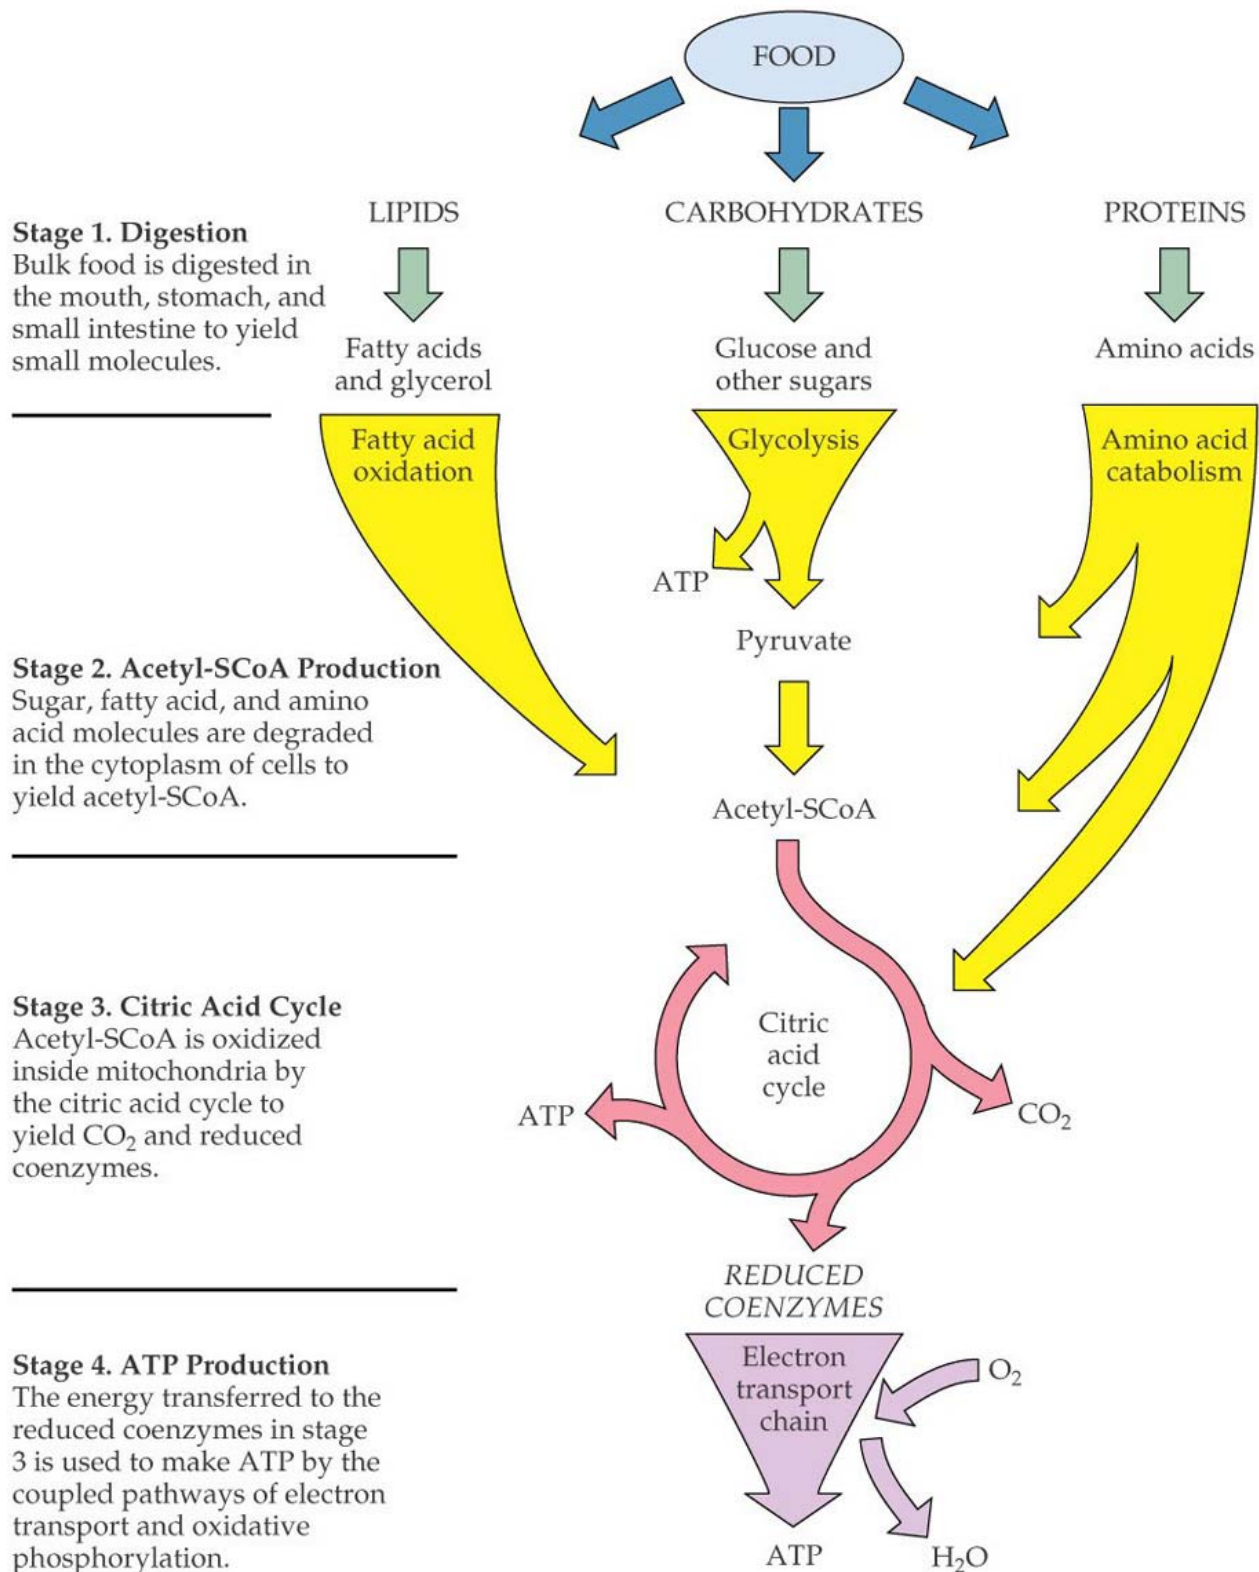 FOOD
LIPIDS
CARBOHYDRATES
PROTEINS
Stage 1. Digestion
Bulk food is digested in
the mouth, stomach, and
small intestine to yield
small molecules.
Fatty acids
and glycerol
Glucose and
other sugars
Amino acids
Fatty acid
oxidation
Glycolysis
Amino acid
catabolism
ATP
Pyruvate
Stage 2. Acetyl-SCoA Production
Sugar, fatty acid, and amino
acid molecules are degraded
in the cytoplasm of cells to
yield acetyl-SCoA.
Acetyl-SCoA
Stage 3. Citric Acid Cycle
Acetyl-SCoA is oxidized
inside mitochondria by
the citric acid cycle to
yield CO₂ and reduced
coenzymes.
Citric
acid
cycle
ATP
CO₂
REDUCED
COENZYMES
Stage 4. ATP Production
The energy transferred to the
reduced coenzymes in stage
3 is used to make ATP by the
coupled pathways of electron
transport and oxidative
phosphorylation.
Electron
transport
chain
O₂
ATP
H₂O